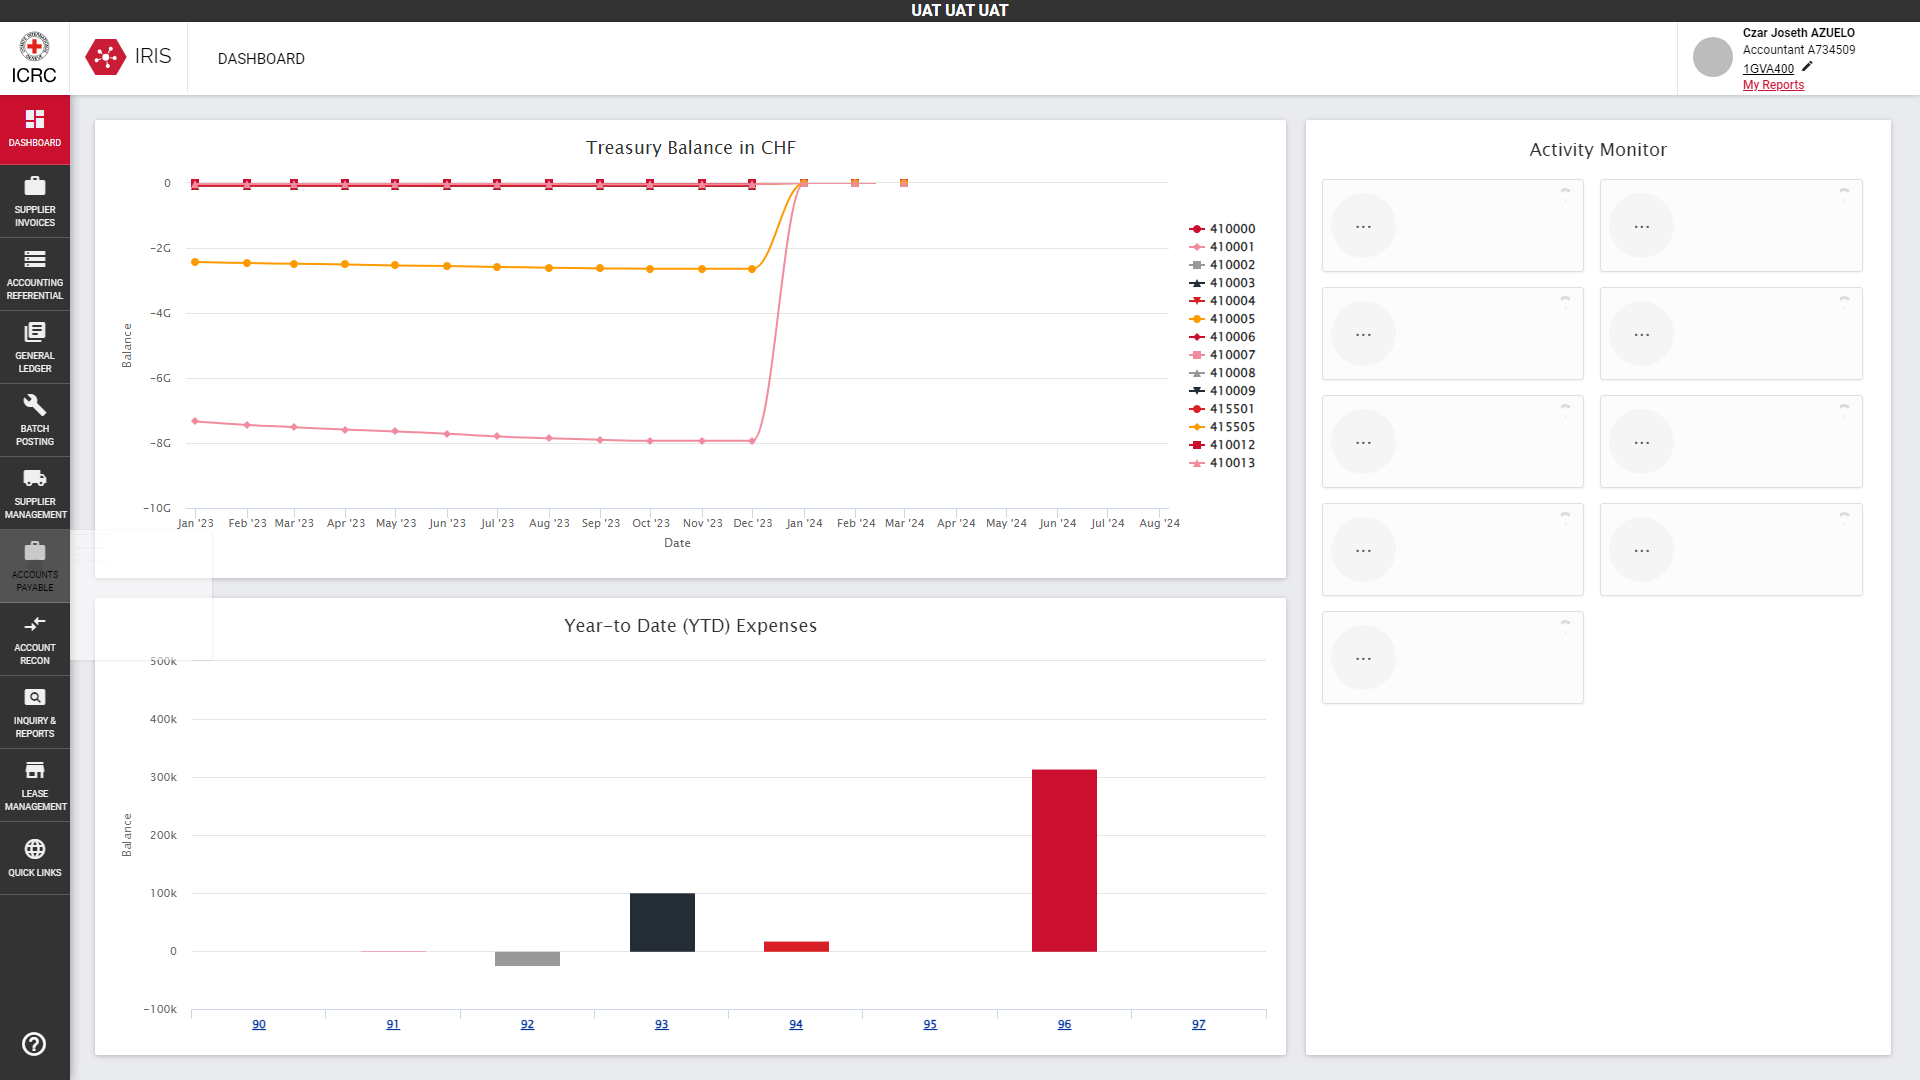 UAT UAT UAT
ICRC
IRIS
DASHBOARD
Czar Joseth AZUELO
Accountant A734509
1GVA400
My Reports
DASHBOARD
SUPPLIER
INVOICES
ACCOUNTING
REFERENTIAL
GENERAL
LEDGER
BATCH
POSTING
SUPPLIER
MANAGEMENT
ACCOUNTS
PAYABLE
ACCOUNT
RECON
INQUIRY &
REPORTS
LEASE
MANAGEMENT
QUICK LINKS
Treasury Balance in CHF
Balance
0
-2G
-4G
-6G
-8G
-10G
Jan '23 Feb '23 Mar '23 Apr '23 May '23 Jun '23 Jul '23 Aug '23 Sep '23 Oct '23 Nov '23 Dec '23 Jan '24 Feb '24 Mar '24 Apr '24 May '24 Jun '24 Jul '24 Aug '24
Date
410000
410001
410002
410003
410004
410005
410006
410007
410008
410009
415501
415505
410012
410013
Year-to Date (YTD) Expenses
Balance
500k
400k
300k
200k
100k
0
-100k
90 91 92 93 94 95 96 97
Activity Monitor
... ...
... ...
... ...
... ...
...